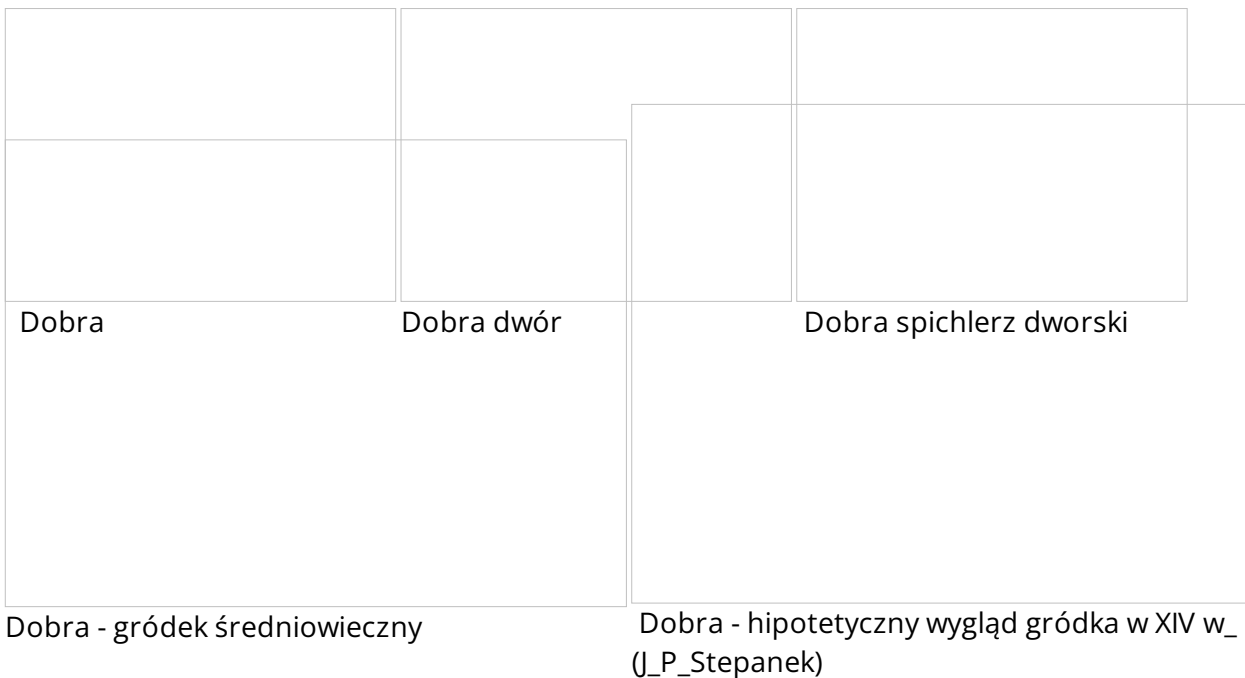 Dobra
Dobra dwór
Dobra spichlerz dworski
Dobra - gródek średniowieczny
Dobra - hipotetyczny wygląd gródka w XIV w_
(J_P_Stepanek)